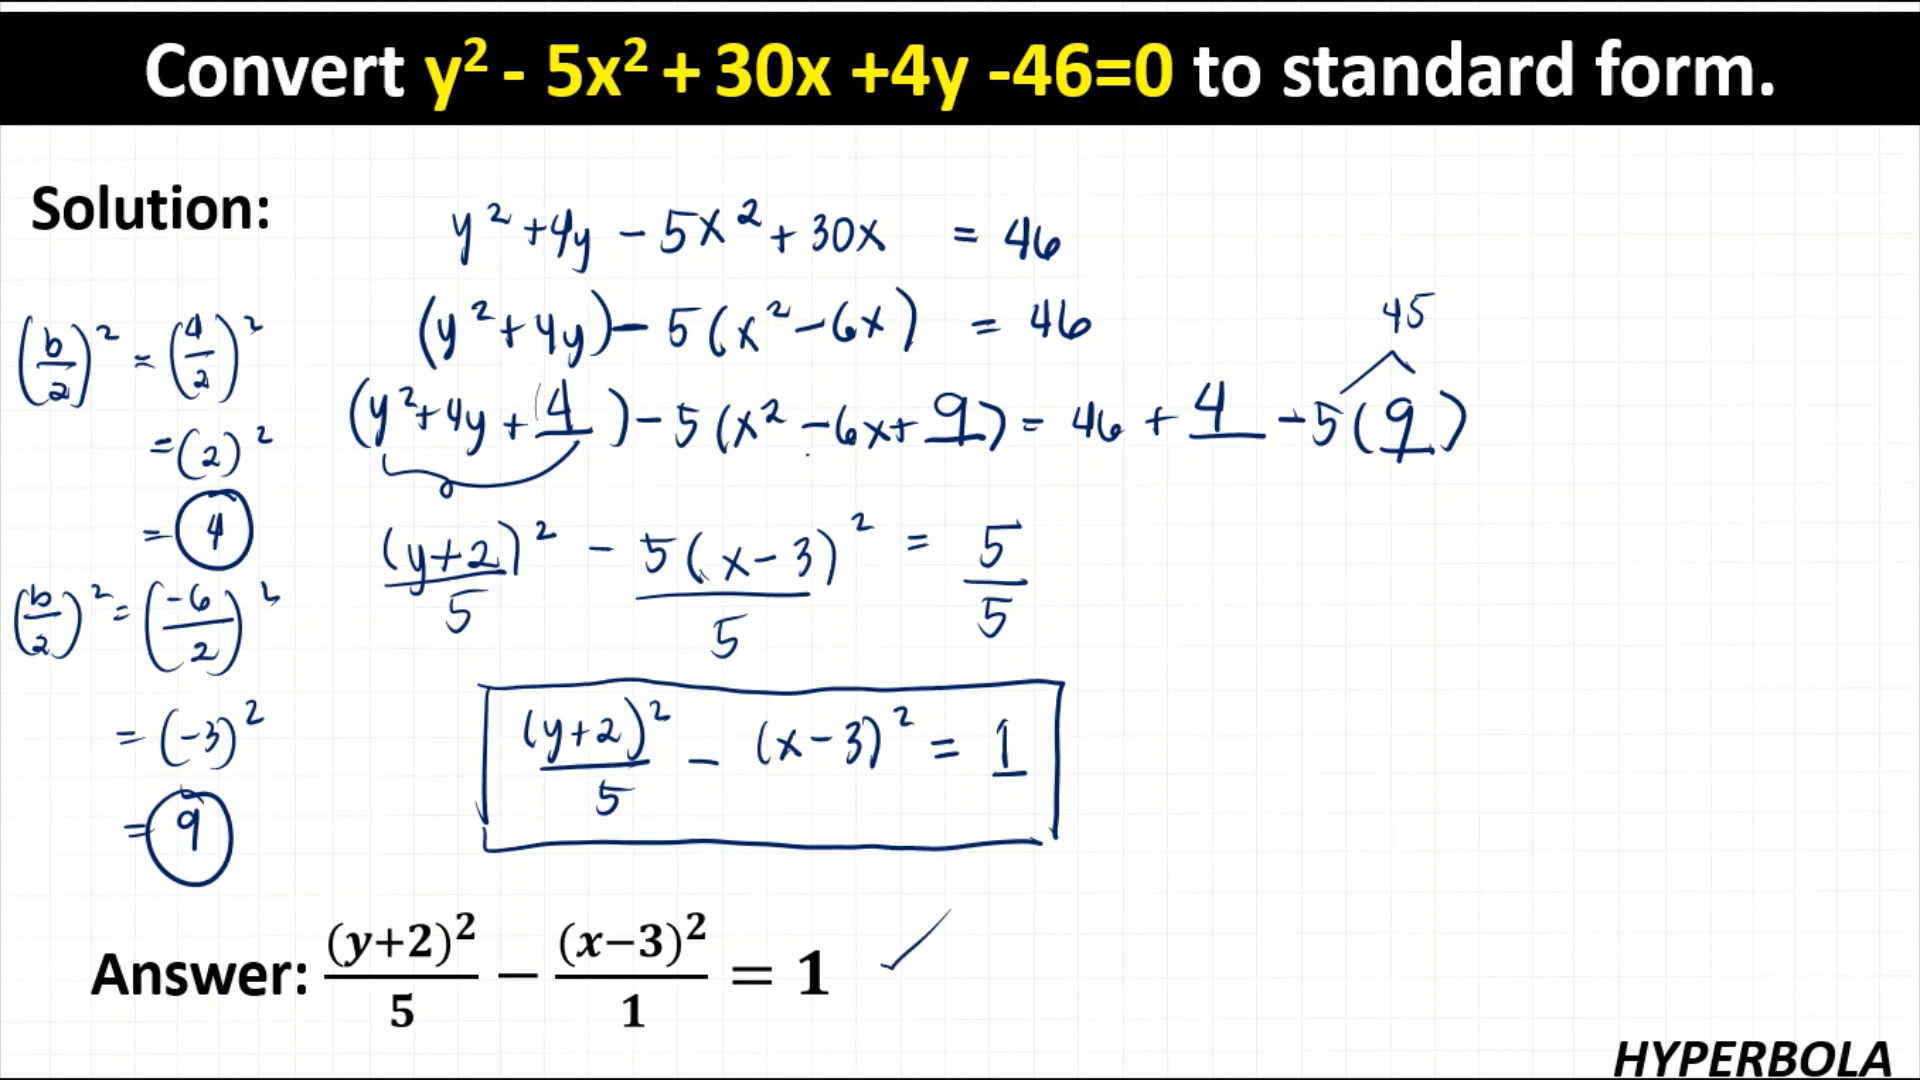 Convert y² - 5x² + 30x +4y -46=0 to standard form.
Solution:
y² +4y - 5x² + 30x = 46
(y² + 4y) - 5(x² - 6x) = 46
45
(y² + 4y + 4) - 5(x² - 6x + 9) = 46 + 4 - 5(9)
(y+2)²/5 - 5(x-3)²/5 = 5/5
(y+2)²/5 - (x-3)² = 1
(b/2)² = (4/2)²
= (2)²
= 4
(b/2)² = (-6/2)²
= (-3)²
= 9
Answer: (y+2)²/5 − (x−3)²/1 = 1
HYPERBOLA